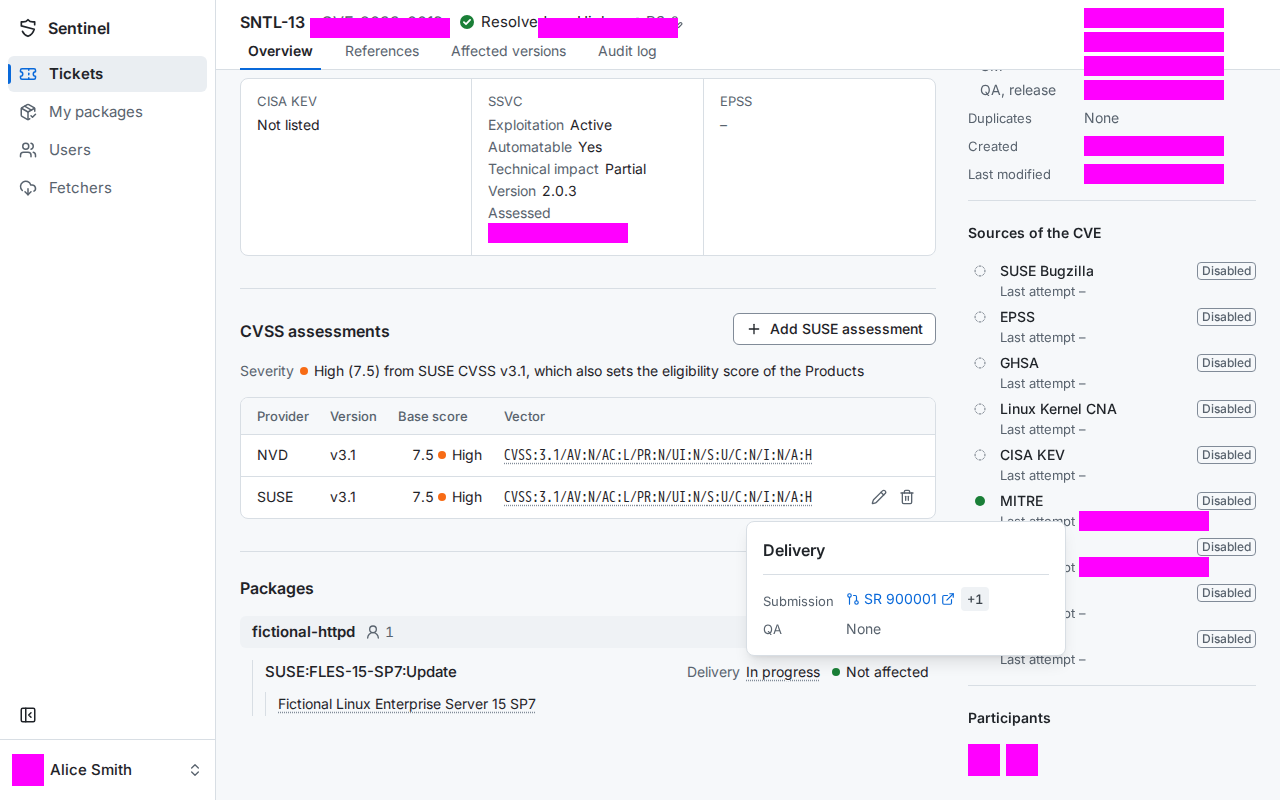 Sentinel
Tickets
My packages
Users
Fetchers
Alice Smith
SNTL-13
Resolve
Overview
References
Affected versions
Audit log
CISA KEV
Not listed
SSVC
Exploitation Active
Automatable Yes
Technical impact Partial
Version 2.0.3
Assessed
EPSS
–
CVSS assessments
Add SUSE assessment
Severity High (7.5) from SUSE CVSS v3.1, which also sets the eligibility score of the Products
Provider Version Base score Vector
NVD v3.1 7.5 High CVSS:3.1/AV:N/AC:L/PR:N/UI:N/S:U/C:N/I:N/A:H
SUSE v3.1 7.5 High CVSS:3.1/AV:N/AC:L/PR:N/UI:N/S:U/C:N/I:N/A:H
Packages
fictional-httpd 1
SUSE:FLES-15-SP7:Update
Delivery In progress Not affected
Fictional Linux Enterprise Server 15 SP7
Delivery
Submission SR 900001 +1
QA None
QA, release
Duplicates None
Created
Last modified
Sources of the CVE
SUSE Bugzilla Disabled
Last attempt –
EPSS Disabled
Last attempt –
GHSA Disabled
Last attempt –
Linux Kernel CNA Disabled
Last attempt –
CISA KEV Disabled
Last attempt –
MITRE Disabled
Last attempt
Disabled
pt
Disabled
pt –
Disabled
Last attempt –
Participants